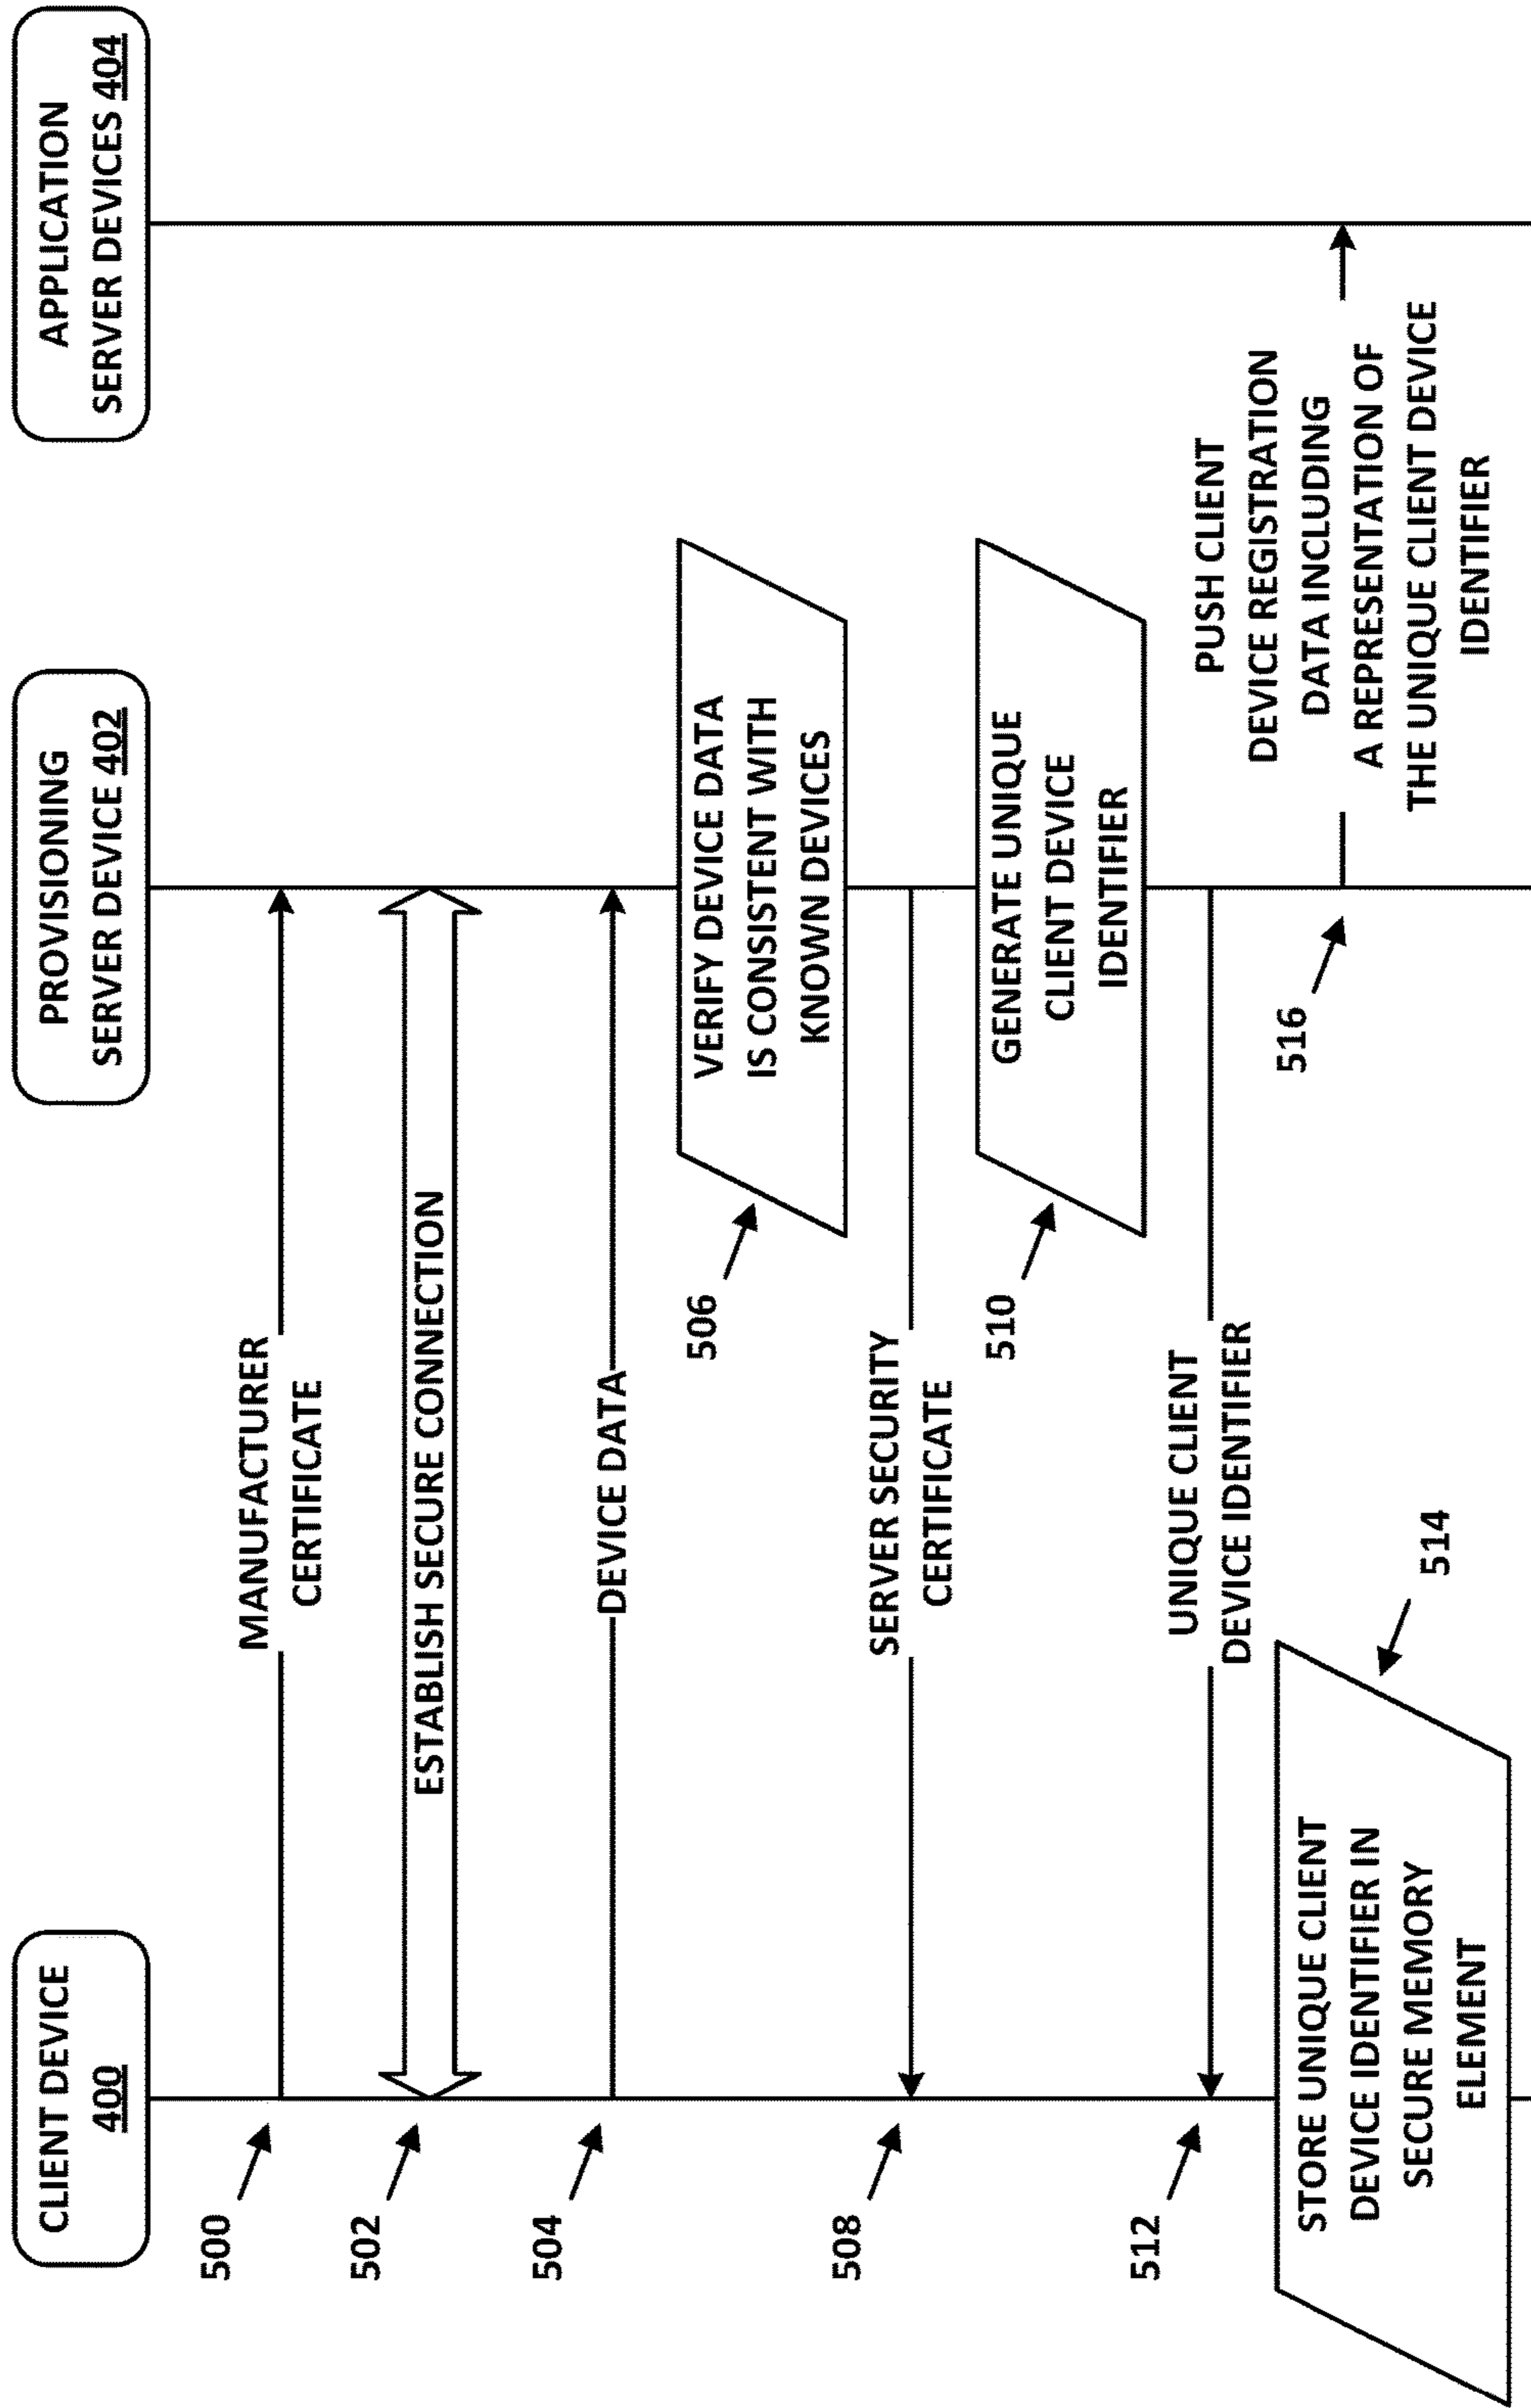 CLIENT DEVICE
400
PROVISIONING
SERVER DEVICE 402
APPLICATION
SERVER DEVICES 404
500
MANUFACTURER
CERTIFICATE
502
ESTABLISH SECURE CONNECTION
504
DEVICE DATA
506
VERIFY DEVICE DATA
IS CONSISTENT WITH
KNOWN DEVICES
508
SERVER SECURITY
CERTIFICATE
510
GENERATE UNIQUE
CLIENT DEVICE
IDENTIFIER
512
UNIQUE CLIENT
DEVICE IDENTIFIER
514
STORE UNIQUE CLIENT
DEVICE IDENTIFIER IN
SECURE MEMORY
ELEMENT
516
PUSH CLIENT
DEVICE REGISTRATION
DATA INCLUDING
A REPRESENTATION OF
THE UNIQUE CLIENT DEVICE
IDENTIFIER